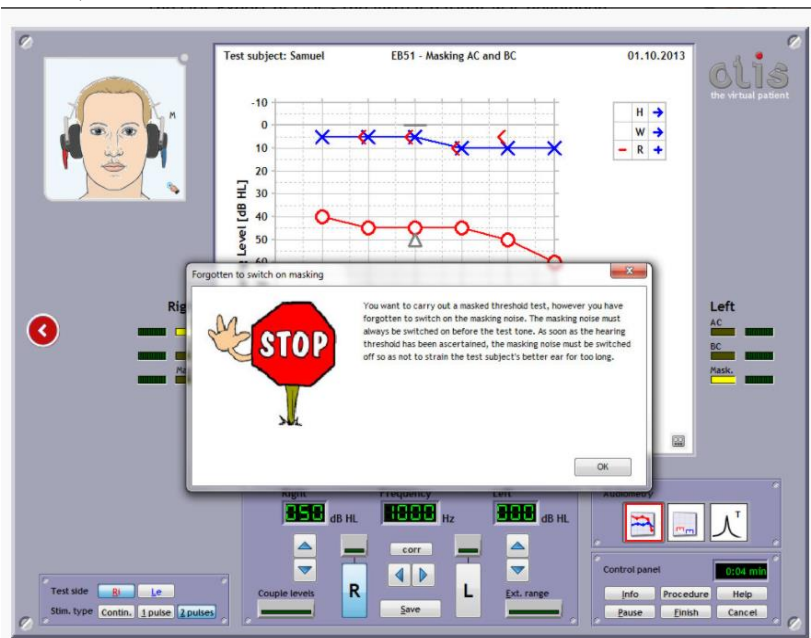 Test subject: Samuel EB51 - Masking AC and BC 01.10.2013
otis
the virtual patient
M
-10
0
10
20
30
40
50
60
Level [dB HL]
H
W
R
Forgotten to switch on masking
You want to carry out a masked threshold test, however you have
forgotten to switch on the masking noise. The masking noise must
always be switched on before the test tone. As soon as the hearing
threshold has been ascertained, the masking noise must be switched
off so as not to strain the test subject's better ear for too long.
STOP
OK
Left
AC
BC
Mask.
Right Frequency Left
050 dB HL 1000 Hz 000 dB HL
corr
Couple levels R L Ext. range
Save
Test side Ri Le
Stim. type Contin. 1 pulse 2 pulses
Audiometry
T
Control panel 0:04 min
Info Procedure Help
Pause Finish Cancel